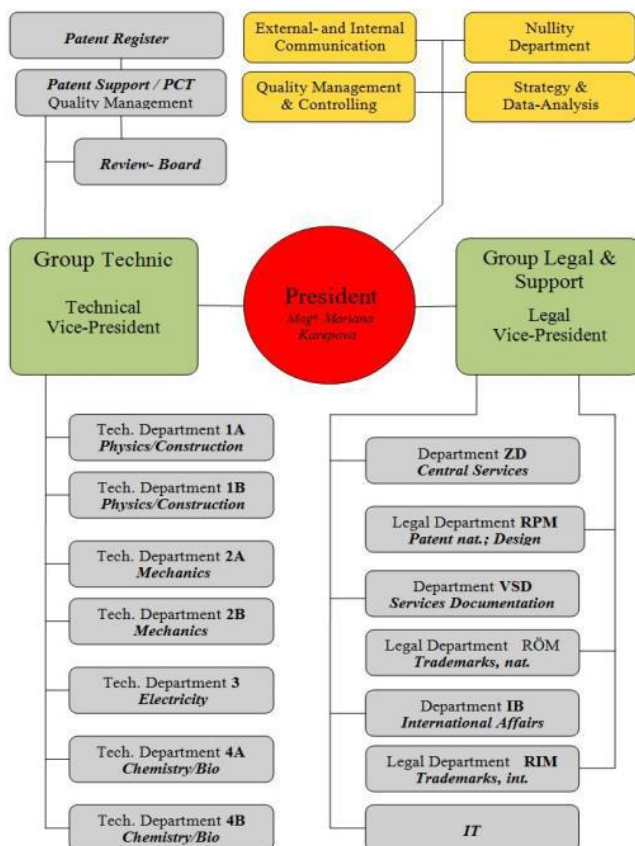 Patent Register
Patent Support / PCT
Quality Management
Review- Board
External- and Internal
Communication
Nullity
Department
Quality Management
& Controlling
Strategy &
Data-Analysis
Group Technic
Technical
Vice-President
President
Magª Mariana
Karepova
Group Legal &
Support
Legal
Vice-President
Tech. Department 1A
Physics/Construction
Tech. Department 1B
Physics/Construction
Tech. Department 2A
Mechanics
Tech. Department 2B
Mechanics
Tech. Department 3
Electricity
Tech. Department 4A
Chemistry/Bio
Tech. Department 4B
Chemistry/Bio
Department ZD
Central Services
Legal Department RPM
Patent nat.; Design
Department VSD
Services Documentation
Legal Department RÖM
Trademarks, nat.
Department IB
International Affairs
Legal Department RIM
Trademarks, int.
IT